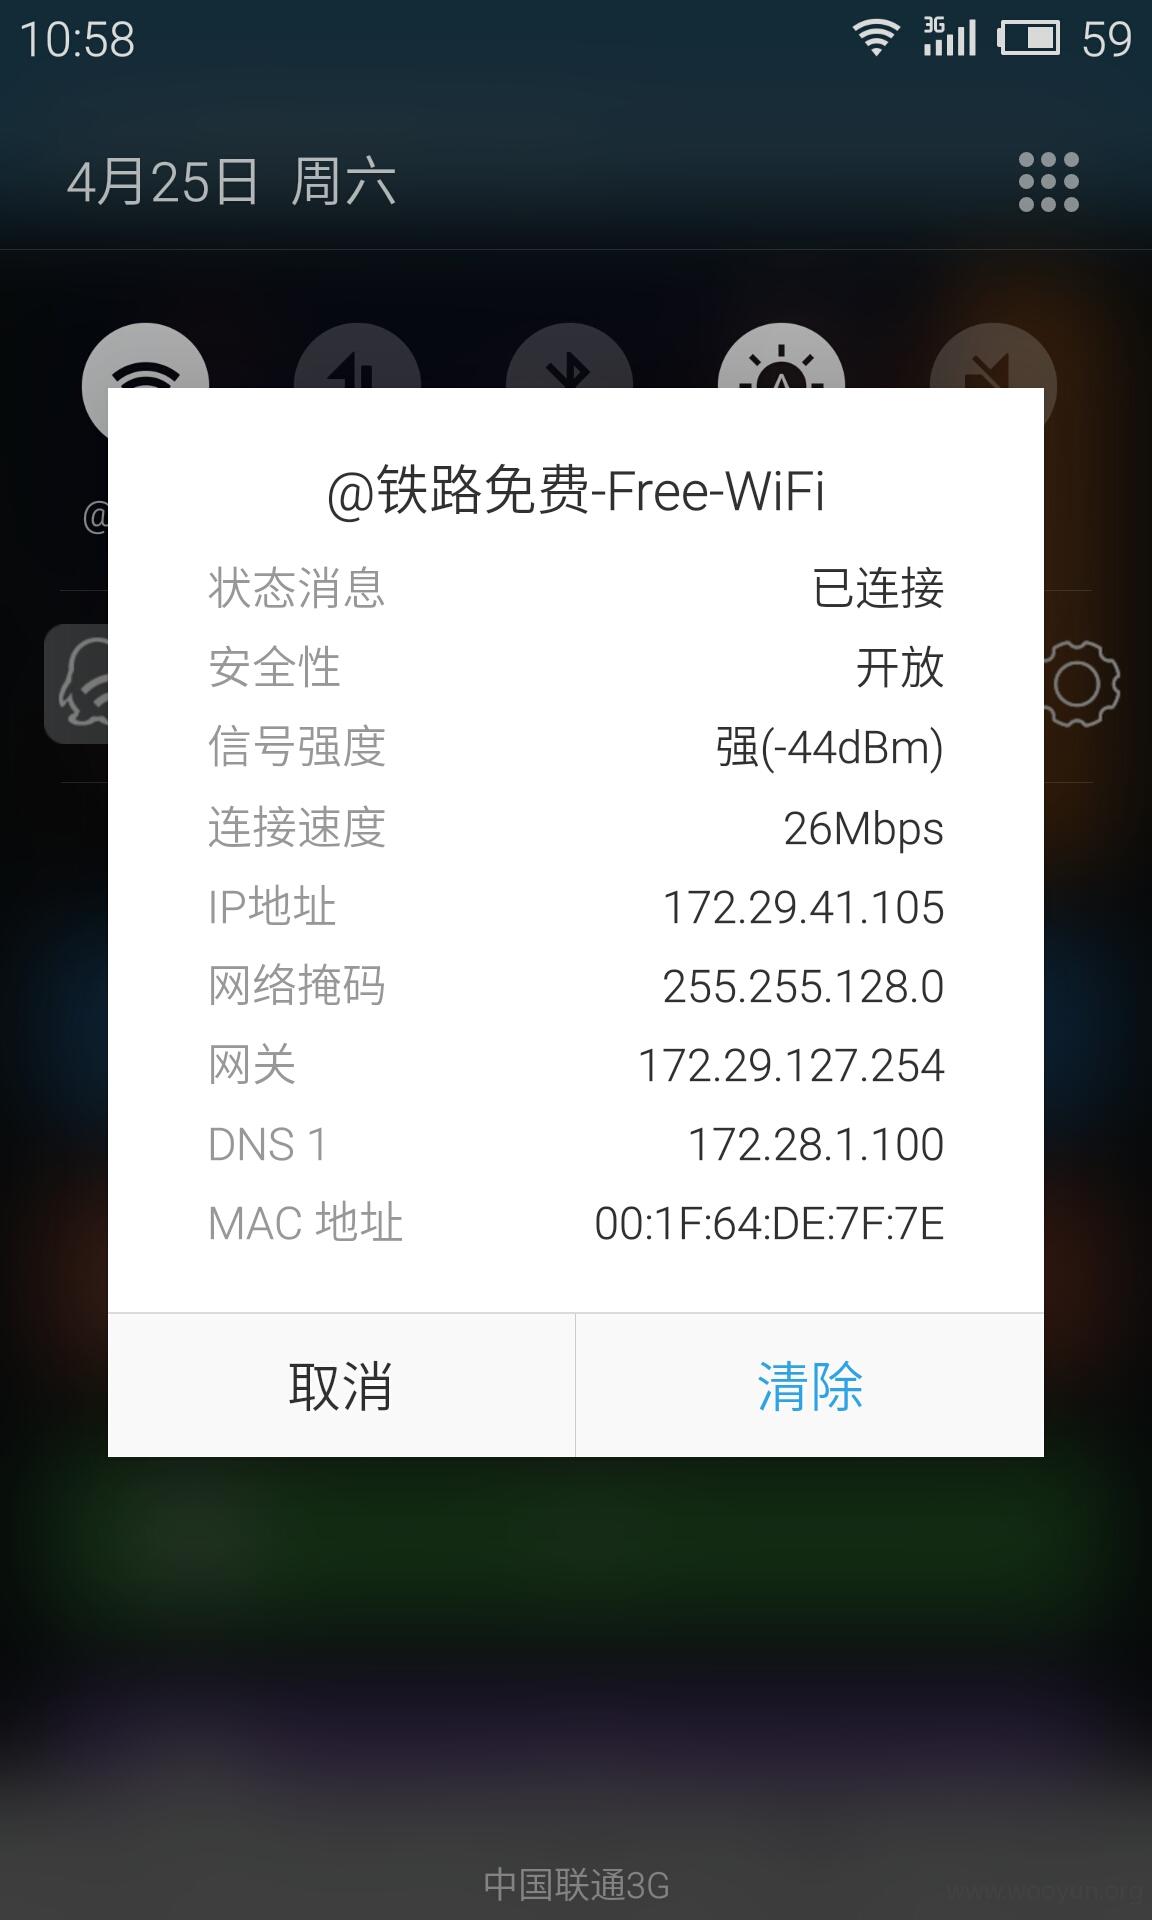 10:58 3G 59
4月25日 周六
@
@铁路免费-Free-WiFi
状态消息 已连接
安全性 开放
信号强度 强(-44dBm)
连接速度 26Mbps
IP地址 172.29.41.105
网络掩码 255.255.128.0
网关 172.29.127.254
DNS 1 172.28.1.100
MAC 地址 00:1F:64:DE:7F:7E
取消 清除
中国联通3G
www.wooyun.org